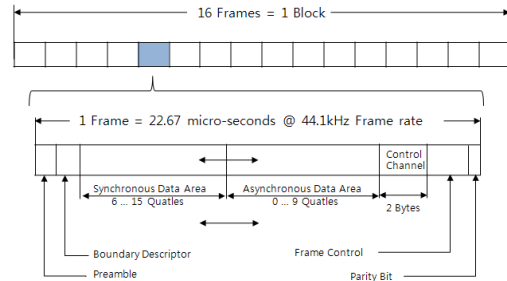 16 Frames = 1 Block
1 Frame = 22.67 micro-seconds @ 44.1kHz Frame rate
Control
Channel
Synchronous Data Area
6 ... 15 Quatles
Asynchronous Data Area
0 ... 9 Quatles
2 Bytes
Boundary Descriptor
Frame Control
Preamble
Parity Bit